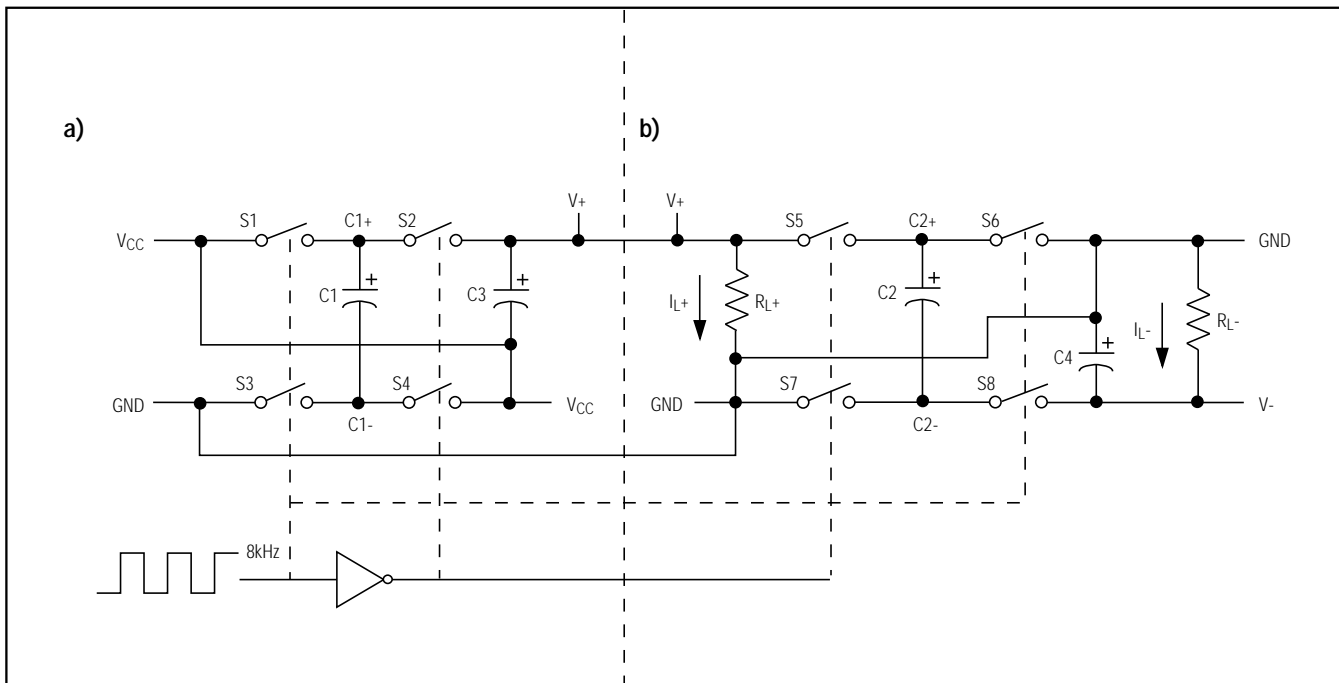 a)
b)
V+
V+
S1
C1+
S2
S5
C2+
S6
VCC
GND
+
+
+
+
C1
C3
IL+
RL+
C2
IL-
RL-
C4
S3
S4
S7
S8
GND
VCC
GND
V-
C1-
C2-
8kHz